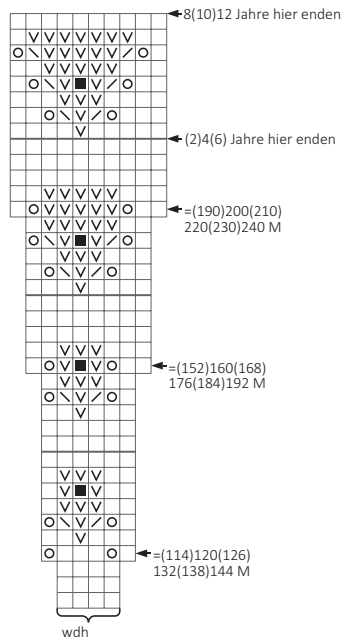 8(10)12 Jahre hier enden
(2)4(6) Jahre hier enden
=(190)200(210)
220(230)240 M
=(152)160(168)
176(184)192 M
=(114)120(126)
132(138)144 M
wdh